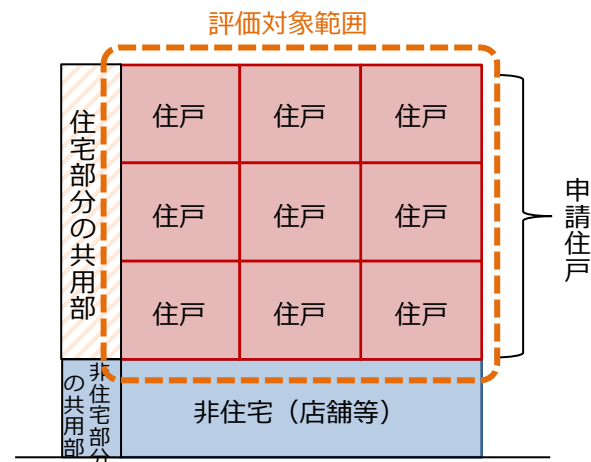 評価対象範囲
住宅部分の共用部
住戸 住戸 住戸
住戸 住戸 住戸
住戸 住戸 住戸
申請住戸
非住宅部分
の共用部
非住宅（店舗等）